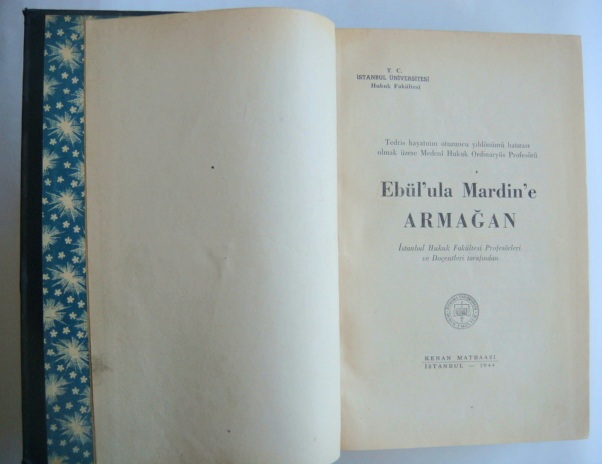 T. C.
İSTANBUL ÜNİVERSİTESİ
Hukuk Fakültesi
Tedris hayatının otuzuncu yıldönümü hatırası
olmak üzere Medenî Hukuk Ordinaryüs Profesörü
Ebül'ula Mardin'e
ARMAĞAN
İstanbul Hukuk Fakültesi Profesörleri
ve Doçentleri tarafından
KENAN MATBAASI
İSTANBUL — 1944